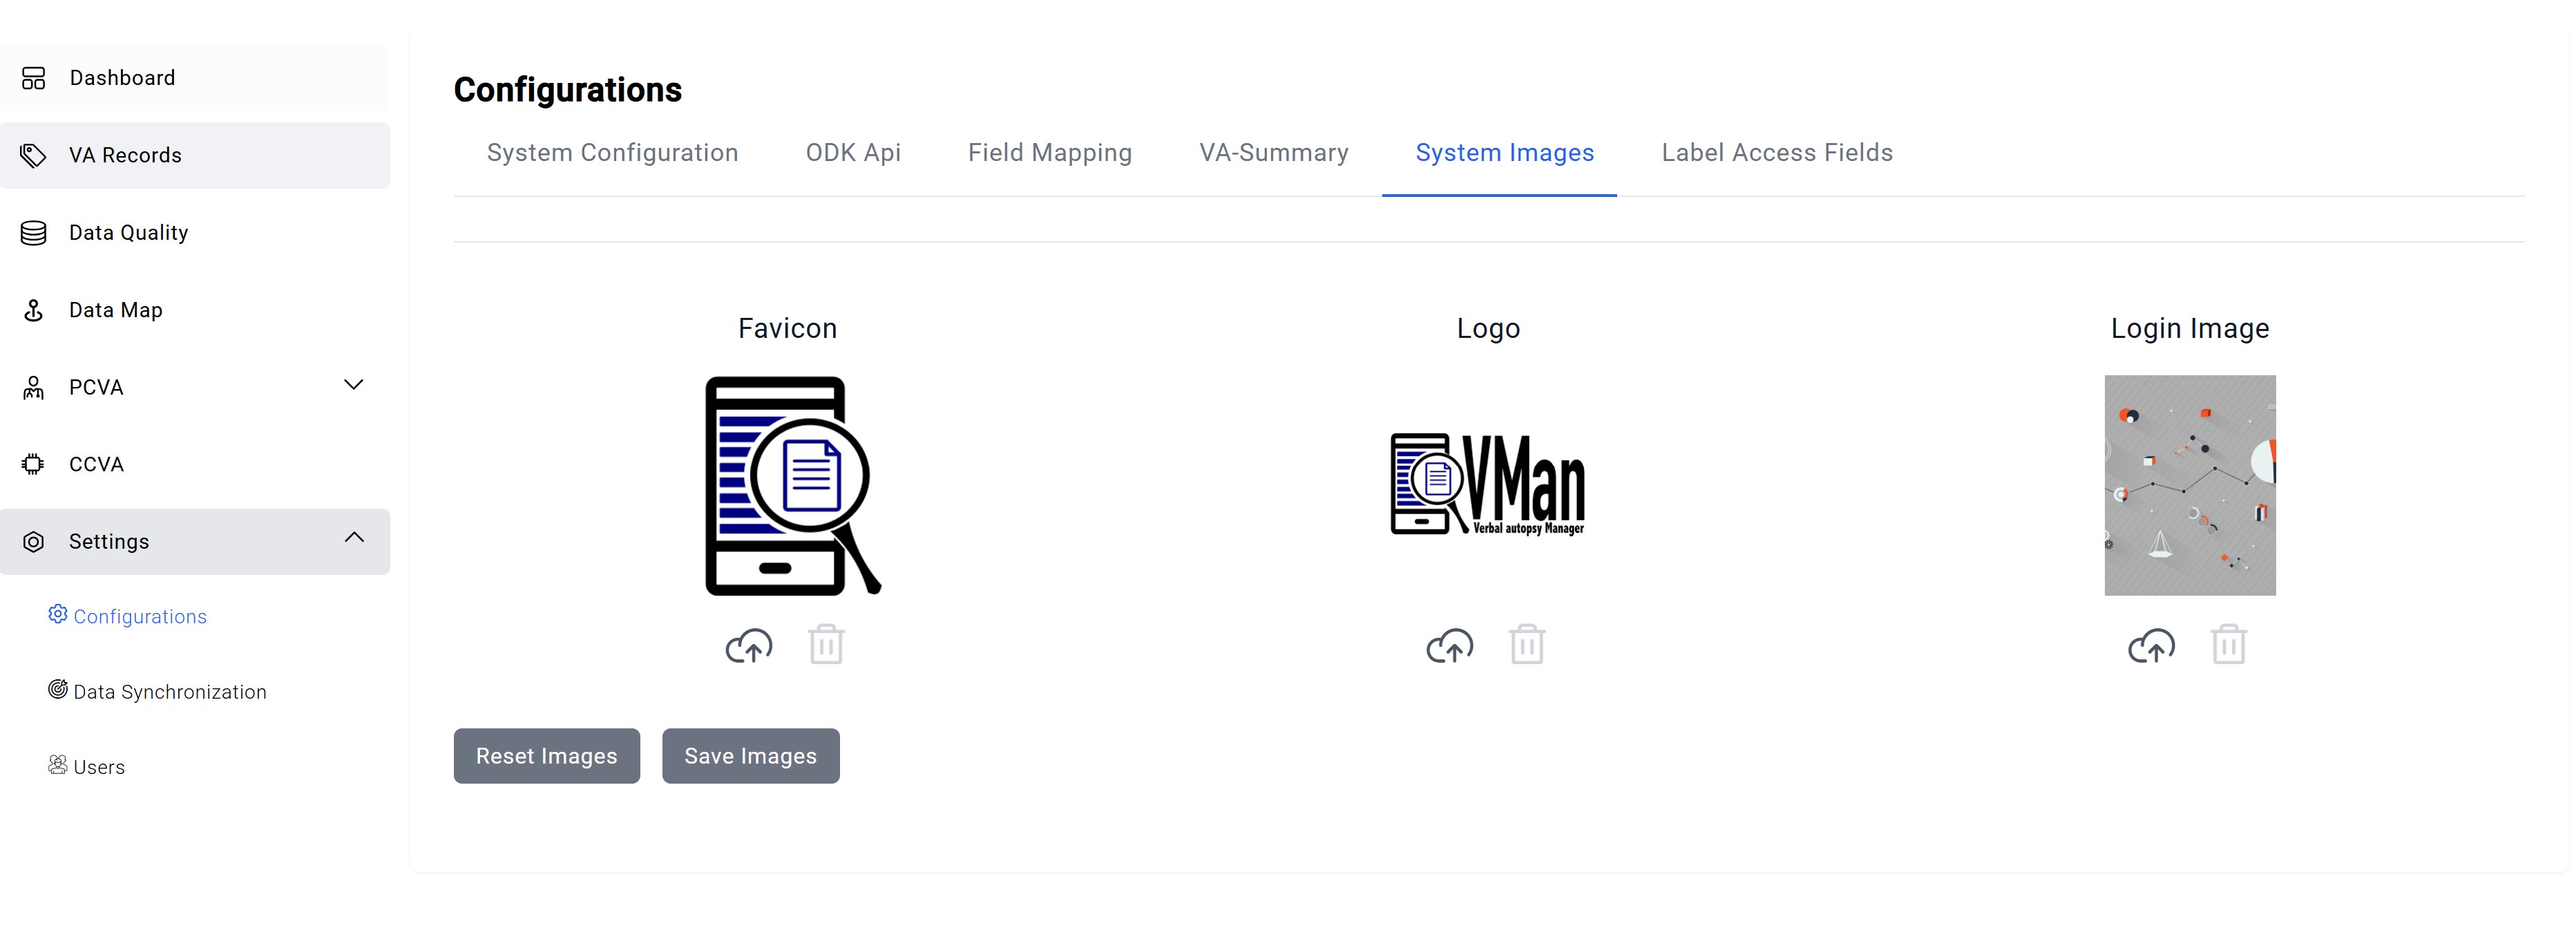 Dashboard
VA Records
Data Quality
Data Map
PCVA
CCVA
Settings
Configurations
Data Synchronization
Users
Configurations
System Configuration
ODK Api
Field Mapping
VA-Summary
System Images
Label Access Fields
Favicon
Logo
VMan
Verbal autopsy Manager
Login Image
Reset Images
Save Images